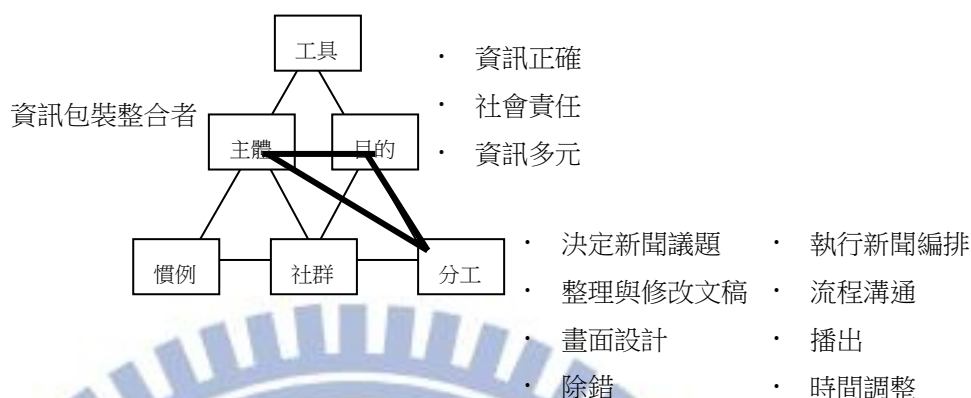 工具
· 資訊正確
資訊包裝整合者
· 社會責任
主體
目的
· 資訊多元
慣例
社群
分工
· 決定新聞議題 · 執行新聞編排
· 整理與修改文稿 · 流程溝通
· 畫面設計 · 播出
· 除錯 · 時間調整